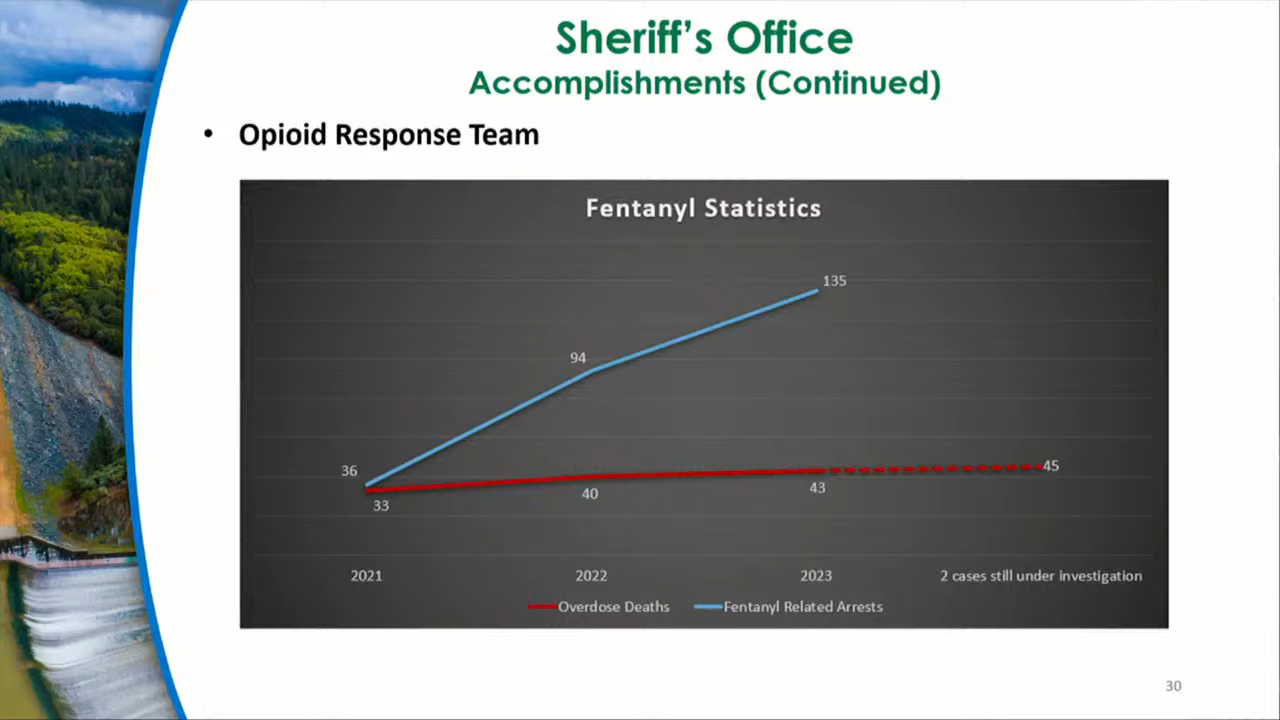 Sheriff’s Office
Accomplishments (Continued)
• Opioid Response Team
Fentanyl Statistics
135
94
36
45
43
40
33
2021 2022 2023 2 cases still under investigation
Overdose Deaths Fentanyl Related Arrests
30